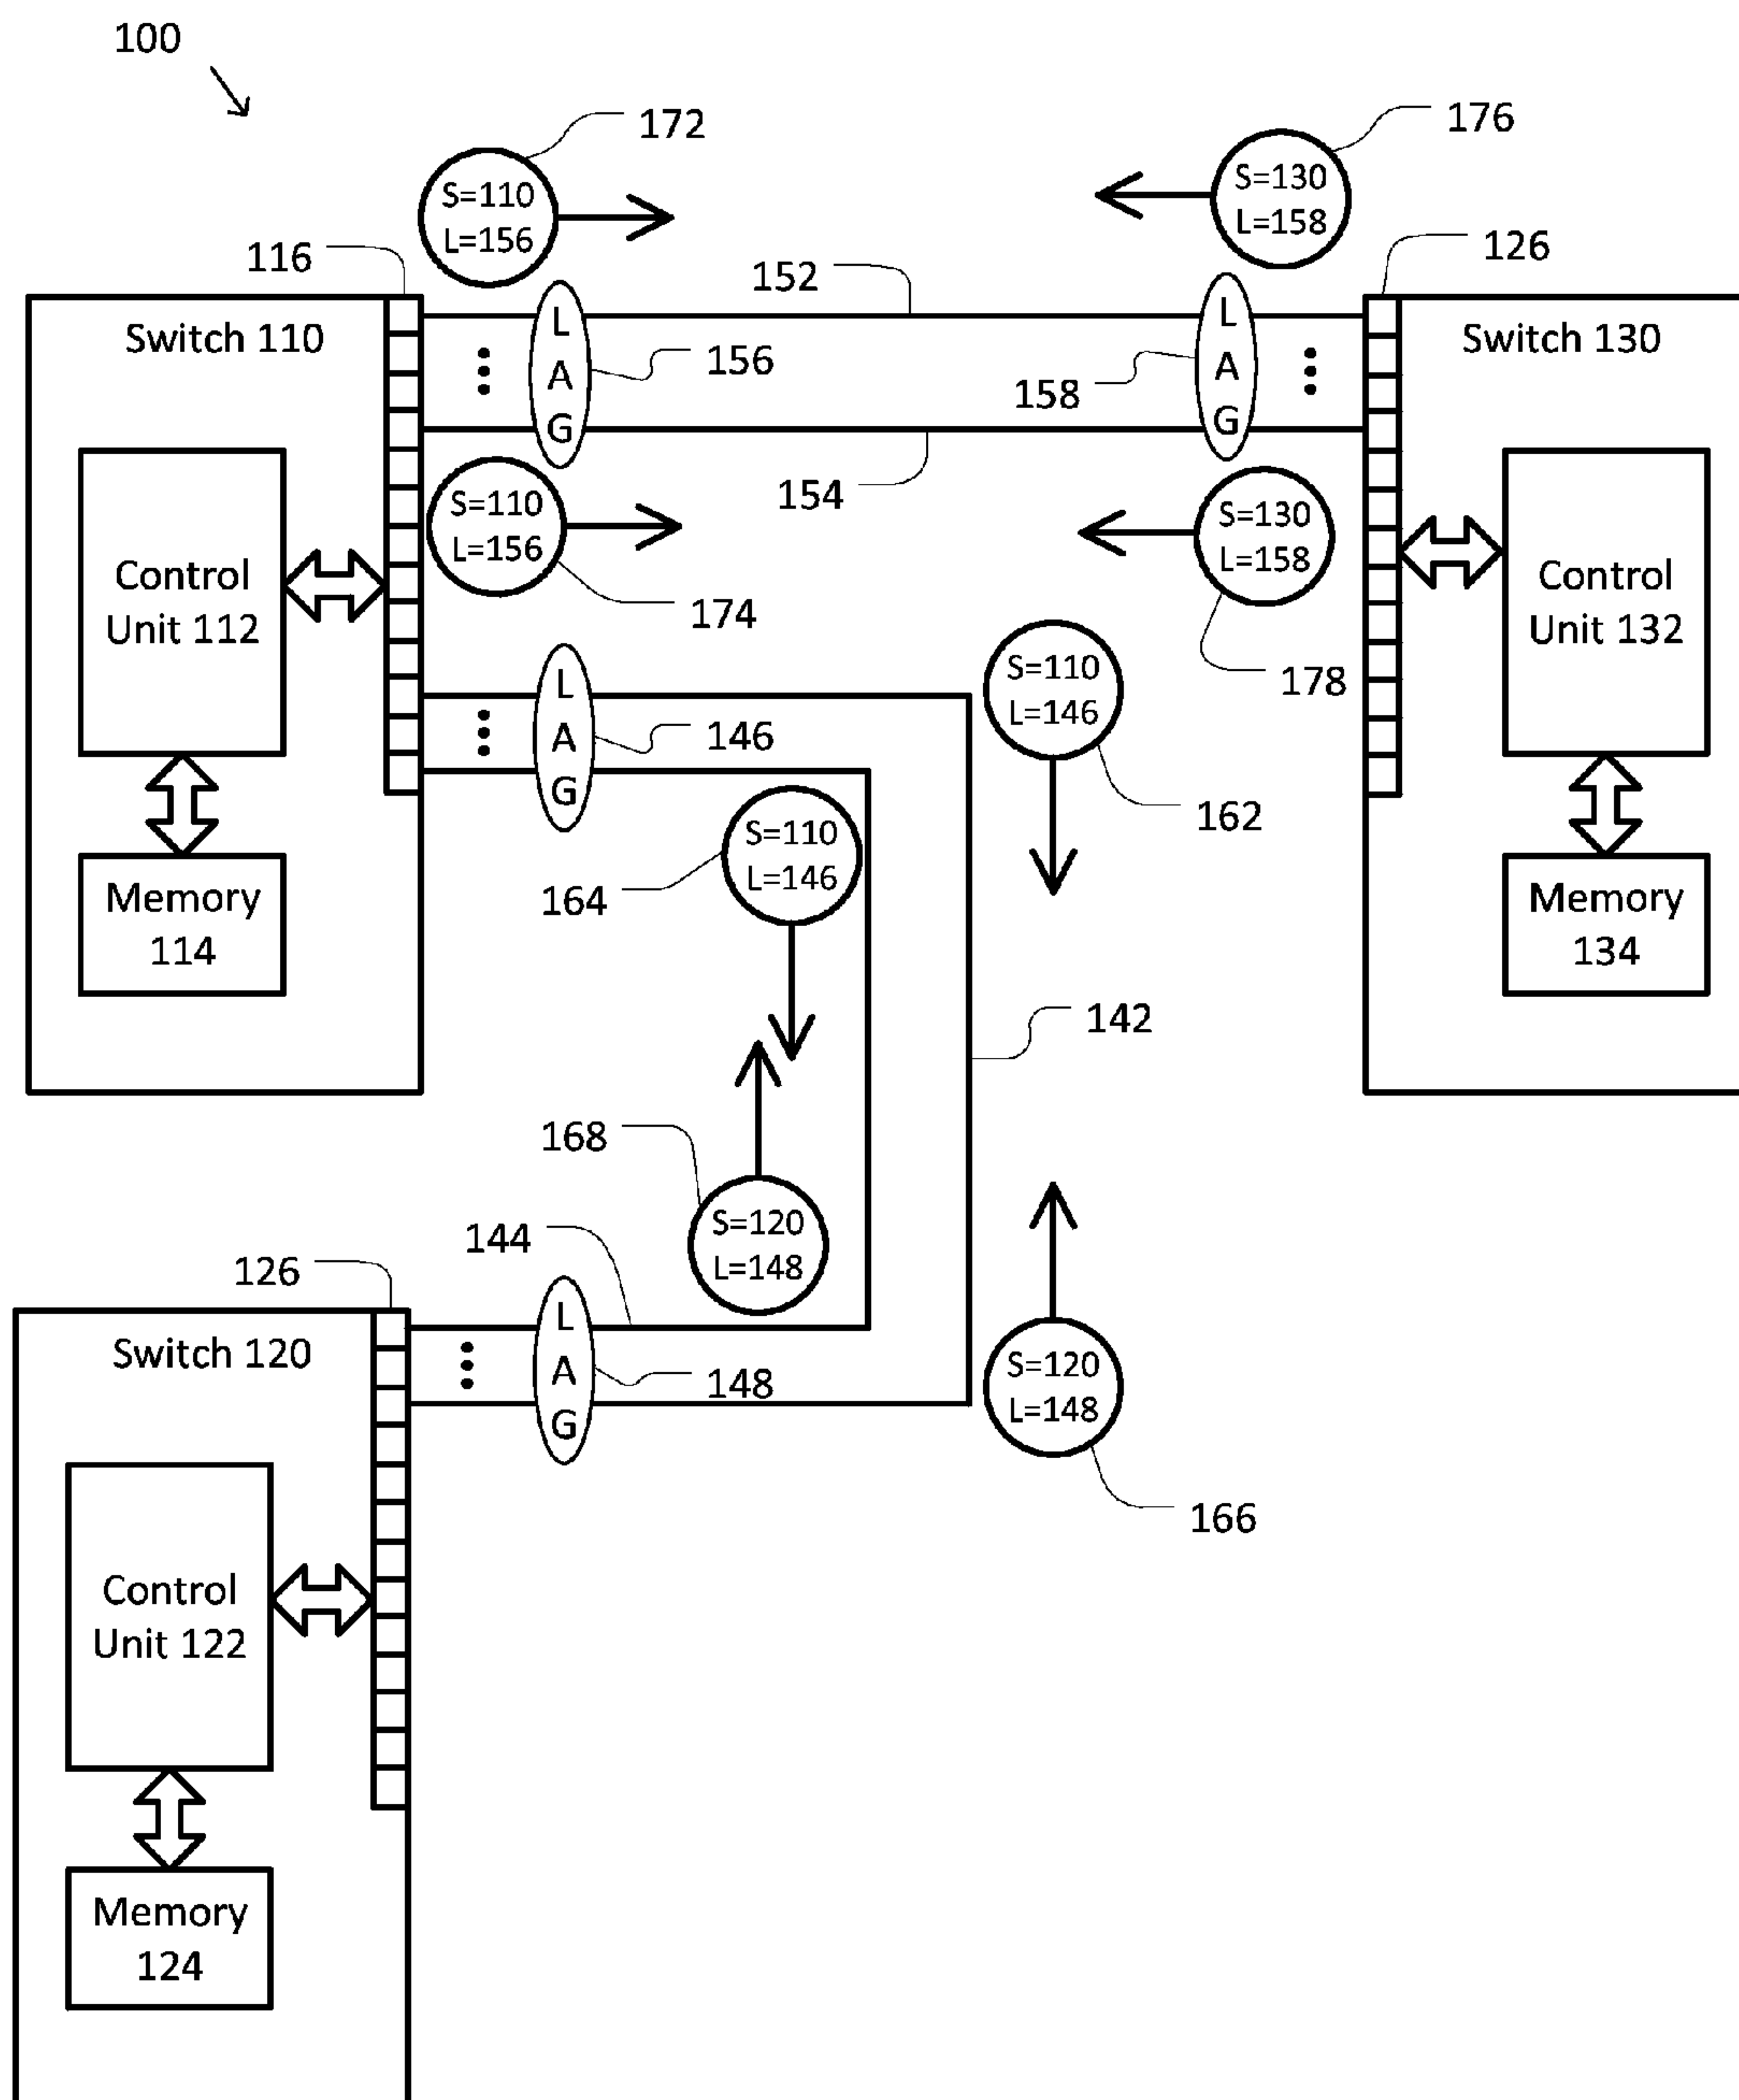 100
172
176
S=110
L=156
S=130
L=158
116
126
152
Switch 110
L
A
G
156
158
L
A
G
Switch 130
154
S=110
L=156
S=130
L=158
Control
Unit 112
Control
Unit 132
174
178
S=110
L=146
L
A
G
146
162
S=110
L=146
164
Memory
114
Memory
134
142
168
S=120
L=148
144
126
Switch 120
L
A
G
148
S=120
L=148
166
Control
Unit 122
Memory
124